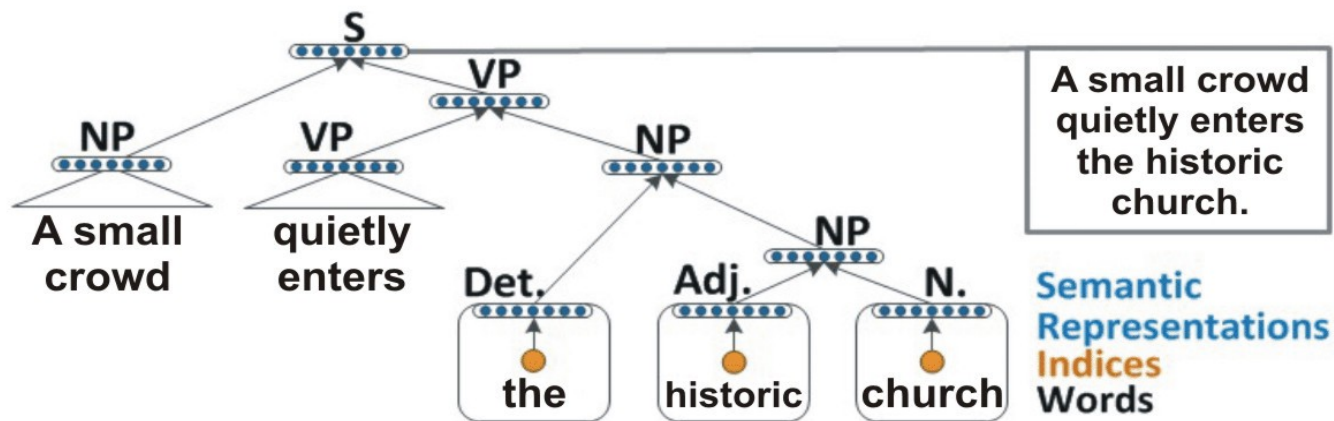 S
VP
NP
VP
NP
A small
crowd
quietly
enters
NP
Det.
Adj.
N.
the
historic
church
A small crowd
quietly enters
the historic
church.
Semantic
Representations
Indices
Words